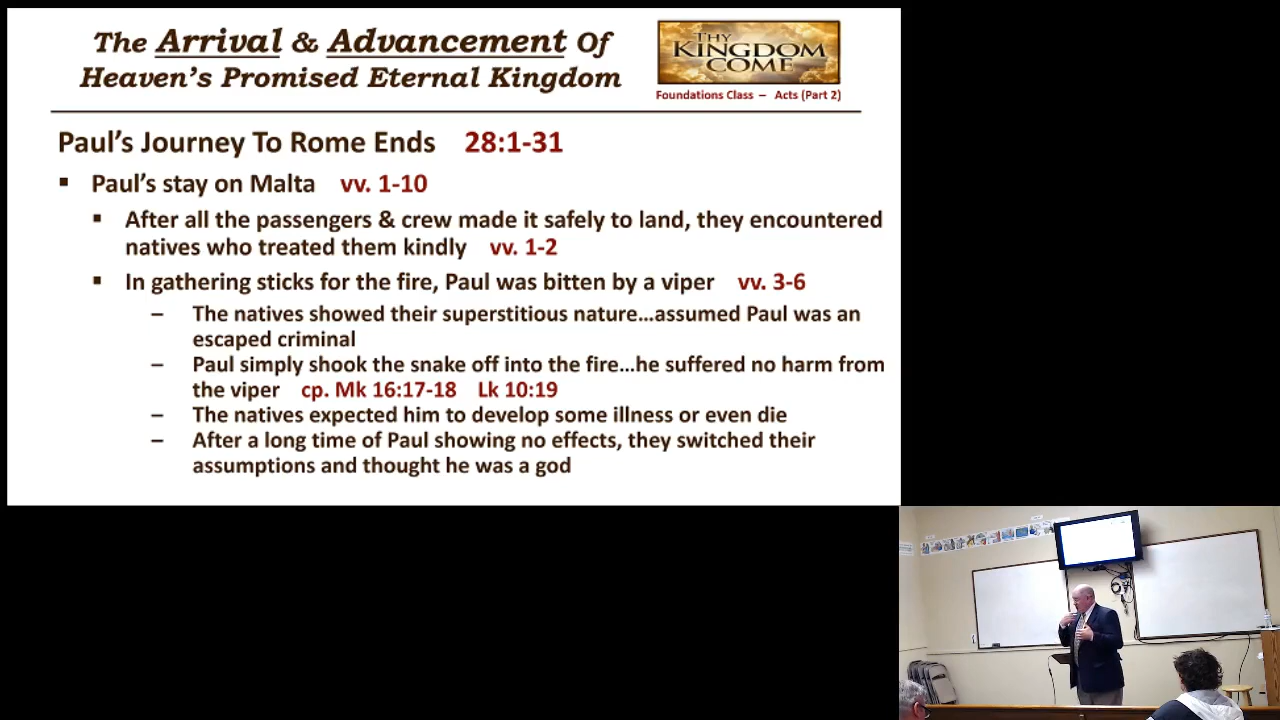 The Arrival & Advancement Of
Heaven's Promised Eternal Kingdom
THY
KINGDOM
COME
Foundations Class – Acts (Part 2)
Paul's Journey To Rome Ends 28:1-31
▪ Paul's stay on Malta vv. 1-10
▪ After all the passengers & crew made it safely to land, they encountered
natives who treated them kindly vv. 1-2
▪ In gathering sticks for the fire, Paul was bitten by a viper vv. 3-6
– The natives showed their superstitious nature…assumed Paul was an
escaped criminal
– Paul simply shook the snake off into the fire…he suffered no harm from
the viper cp. Mk 16:17-18 Lk 10:19
– The natives expected him to develop some illness or even die
– After a long time of Paul showing no effects, they switched their
assumptions and thought he was a god